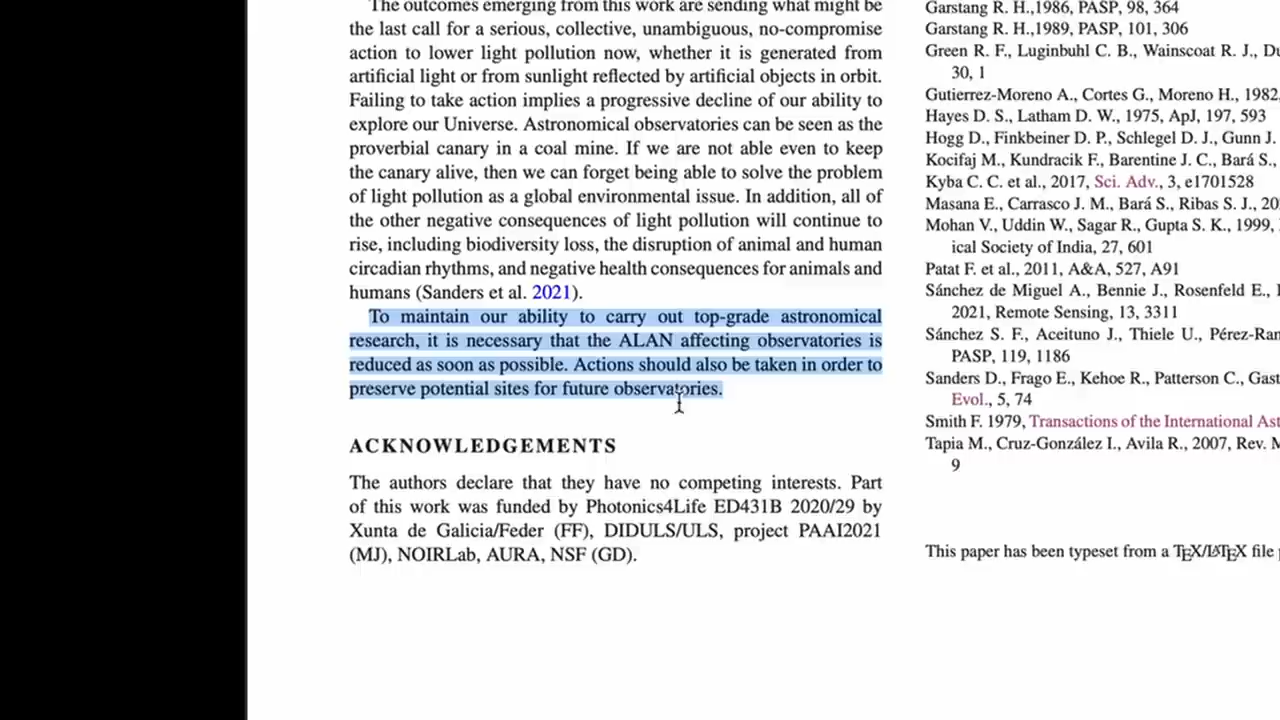 The outcomes emerging from this work are sending what might be
the last call for a serious, collective, unambiguous, no-compromise
action to lower light pollution now, whether it is generated from
artificial light or from sunlight reflected by artificial objects in orbit.
Failing to take action implies a progressive decline of our ability to
explore our Universe. Astronomical observatories can be seen as the
proverbial canary in a coal mine. If we are not able even to keep
the canary alive, then we can forget being able to solve the problem
of light pollution as a global environmental issue. In addition, all of
the other negative consequences of light pollution will continue to
rise, including biodiversity loss, the disruption of animal and human
circadian rhythms, and negative health consequences for animals and
humans (Sanders et al. 2021).
To maintain our ability to carry out top-grade astronomical
research, it is necessary that the ALAN affecting observatories is
reduced as soon as possible. Actions should also be taken in order to
preserve potential sites for future observatories.
ACKNOWLEDGEMENTS
The authors declare that they have no competing interests. Part
of this work was funded by Photonics4Life ED431B 2020/29 by
Xunta de Galicia/Feder (FF), DIDULS/ULS, project PAAI2021
(MJ), NOIRLab, AURA, NSF (GD).
Garstang R. H.,1986, PASP, 98, 364
Garstang R. H.,1989, PASP, 101, 306
Green R. F., Luginbuhl C. B., Wainscoat R. J., Du
30, 1
Gutierrez-Moreno A., Cortes G., Moreno H., 1982,
Hayes D. S., Latham D. W., 1975, ApJ, 197, 593
Hogg D., Finkbeiner D. P., Schlegel D. J., Gunn J.
Kocifaj M., Kundracik F., Barentine J. C., Bará S.,
Kyba C. C. et al., 2017, Sci. Adv., 3, e1701528
Masana E., Carrasco J. M., Bará S., Ribas S. J., 20
Mohan V., Uddin W., Sagar R., Gupta S. K., 1999,
ical Society of India, 27, 601
Patat F. et al., 2011, A&A, 527, A91
Sánchez de Miguel A., Bennie J., Rosenfeld E.,
2021, Remote Sensing, 13, 3311
Sánchez S. F., Aceituno J., Thiele U., Pérez-Ra
PASP, 119, 1186
Sanders D., Frago E., Kehoe R., Patterson C., Gast
Evol., 5, 74
Smith F. 1979, Transactions of the International Ast
Tapia M., Cruz-González I., Avila R., 2007, Rev. M
9
This paper has been typeset from a TEX/LATEX file